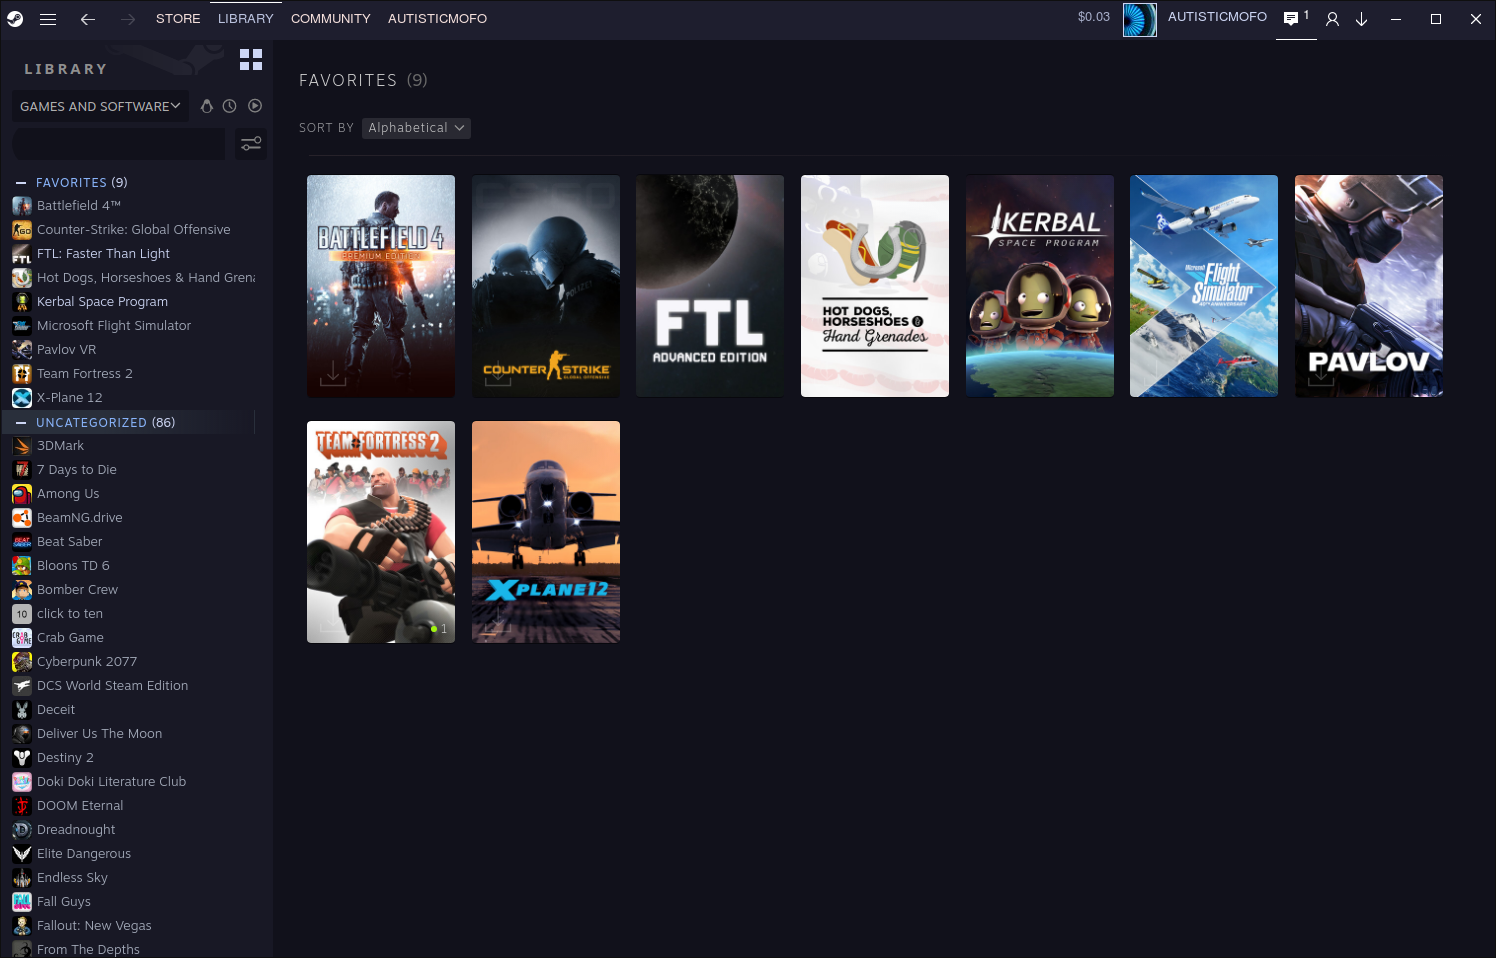 STORE LIBRARY COMMUNITY AUTISTICMOFO $0.03 AUTISTICMOFO 1
LIBRARY
GAMES AND SOFTWARE
FAVORITES (9)
Battlefield 4™
Counter-Strike: Global Offensive
FTL: Faster Than Light
Hot Dogs, Horseshoes & Hand Grena
Kerbal Space Program
Microsoft Flight Simulator
Pavlov VR
Team Fortress 2
X-Plane 12
UNCATEGORIZED (86)
3DMark
7 Days to Die
Among Us
BeamNG.drive
Beat Saber
Bloons TD 6
Bomber Crew
10 click to ten
Crab Game
Cyberpunk 2077
DCS World Steam Edition
Deceit
Deliver Us The Moon
Destiny 2
Doki Doki Literature Club
DOOM Eternal
Dreadnought
Elite Dangerous
Endless Sky
Fall Guys
Fallout: New Vegas
From The Depths
FAVORITES (9)
SORT BY Alphabetical
BATTLEFIELD 4
PREMIUM EDITION
POLIZEI
COUNTER STRIKE
GLOBAL OFFENSIVE
FTL
ADVANCED EDITION
HOT DOGS,
HORSESHOES &
Hand Grenades
KERBAL
SPACE PROGRAM
Microsoft
Flight
Simulator
40TH ANNIVERSARY
PAVLOV
TEAM FORTRESS 2
1
XPLANE12